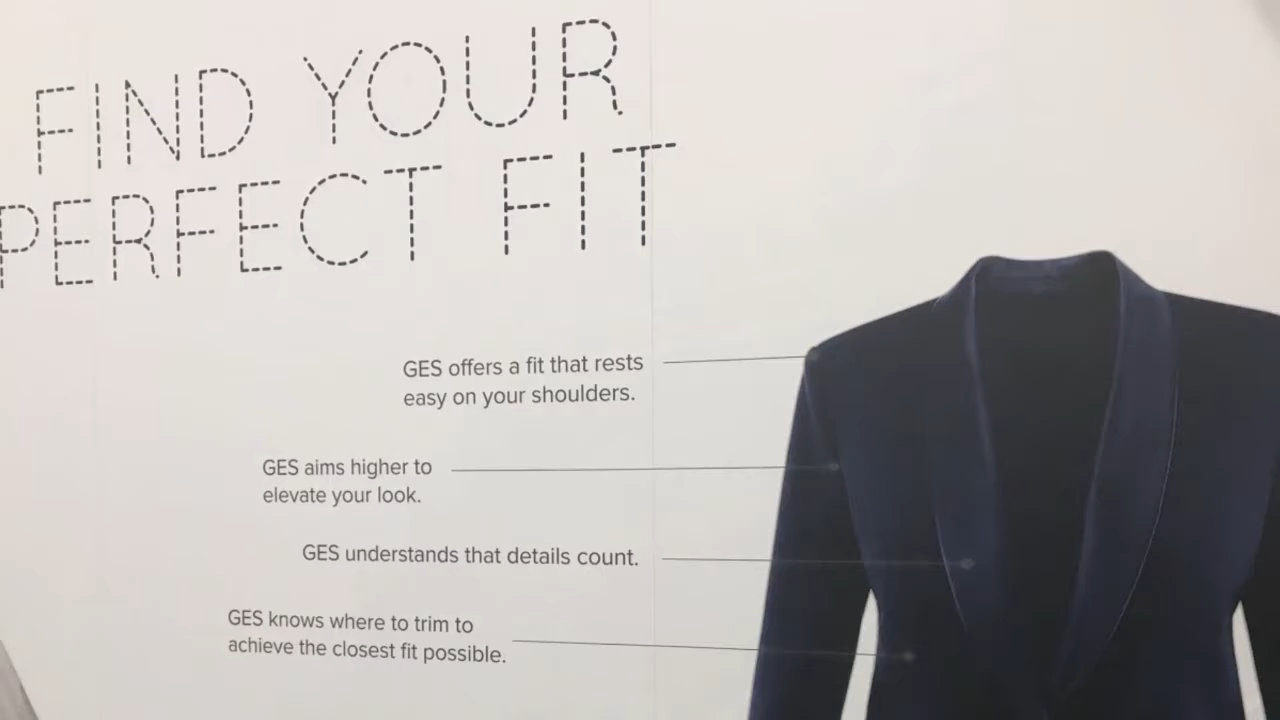 FIND YOUR
PERFECT FIT
GES offers a fit that rests
easy on your shoulders.
GES aims higher to
elevate your look.
GES understands that details count.
GES knows where to trim to
achieve the closest fit possible.